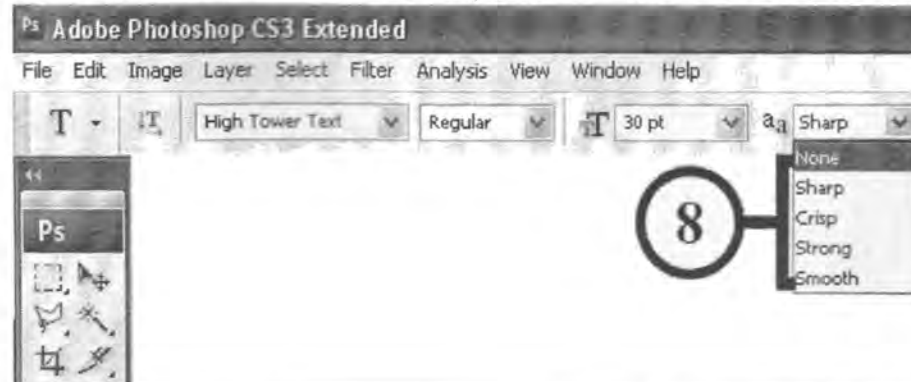 Ps Adobe Photoshop CS3 Extended
File Edit Image Layer Select Filter Analysis View Window Help
T T High Tower Text Regular T 30 pt aa Sharp
None
Sharp
8 Crisp
Strong
Smooth
Ps